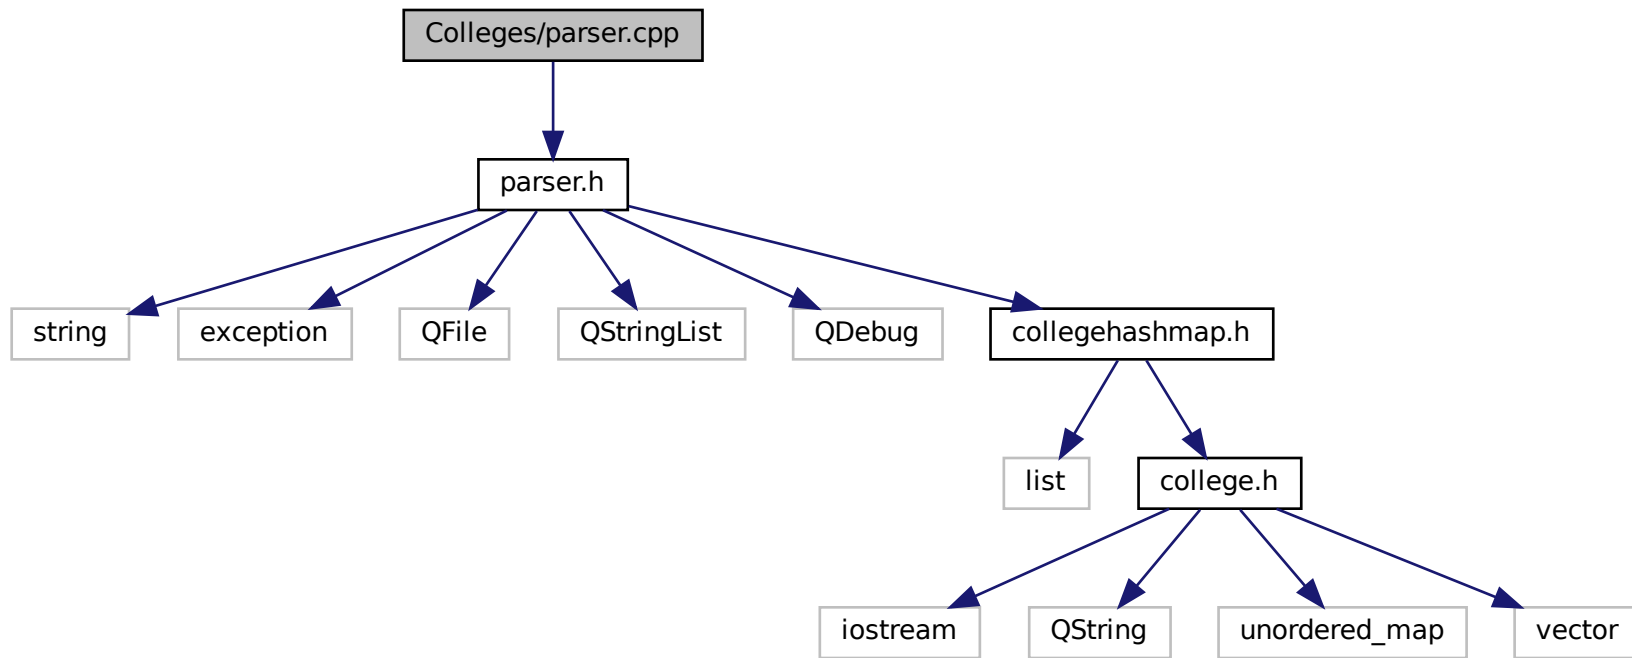 Colleges/parser.cpp
parser.h
string
exception
QFile
QStringList
QDebug
collegehashmap.h
list
college.h
iostream
QString
unordered_map
vector